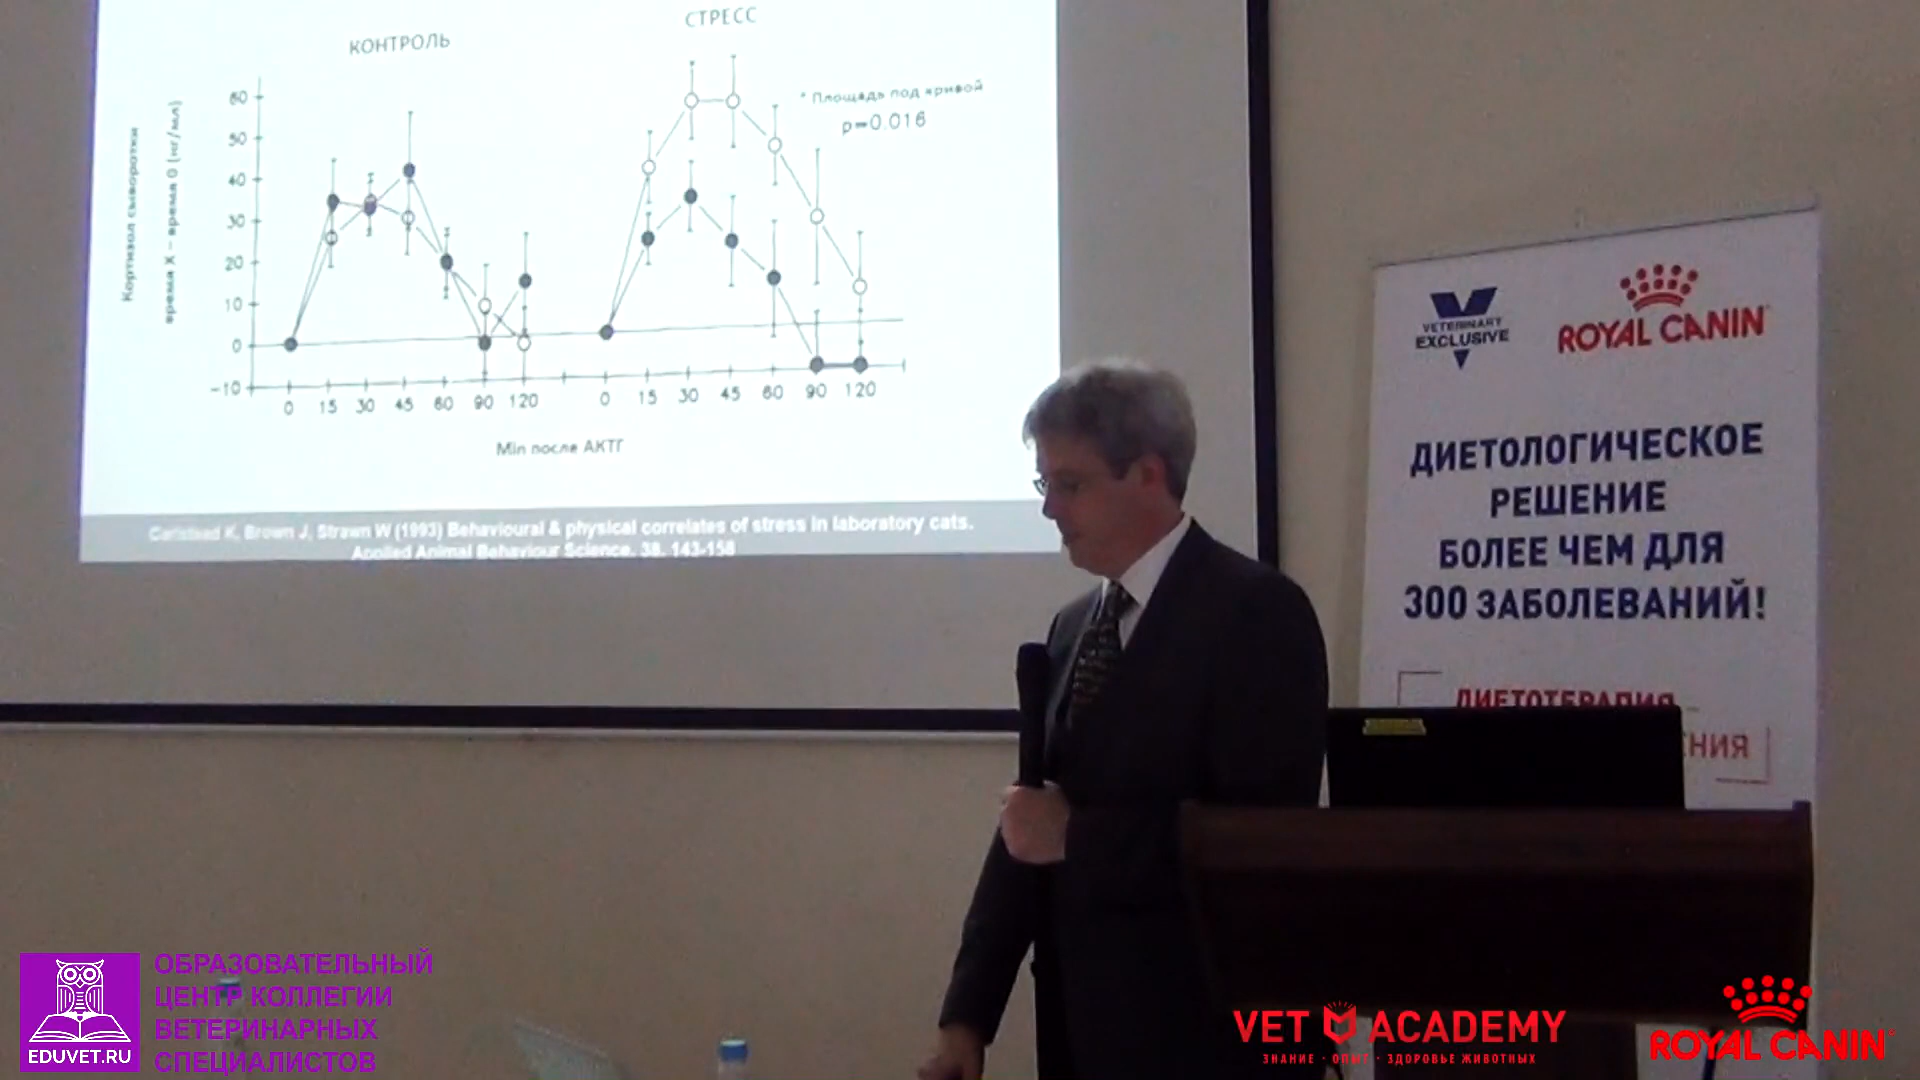 КОНТРОЛЬ
СТРЕСС
* Площадь под кривой
p=0.016
Кортизол сыворотки
время X – время 0 (нг/мл)
60
50
40
30
20
10
0
-10
0 15 30 45 60 90 120
0 15 30 45 60 90 120
Min после АКТГ
Carlstead K, Brown J, Strawn W (1993) Behavioural & physical correlates of stress in laboratory cats.
Applied Animal Behaviour Science. 38. 143-158
VETERINARY
EXCLUSIVE
ROYAL CANIN
ДИЕТОЛОГИЧЕСКОЕ
РЕШЕНИЕ
БОЛЕЕ ЧЕМ ДЛЯ
300 ЗАБОЛЕВАНИЙ!
ДИЕТОТЕРАПИЯ
EDUVET.RU
ОБРАЗОВАТЕЛЬНЫЙ
ЦЕНТР КОЛЛЕГИИ
ВЕТЕРИНАРНЫХ
СПЕЦИАЛИСТОВ
VET ACADEMY
ЗНАНИЕ · ОПЫТ · ЗДОРОВЬЕ ЖИВОТНЫХ
ROYAL CANIN